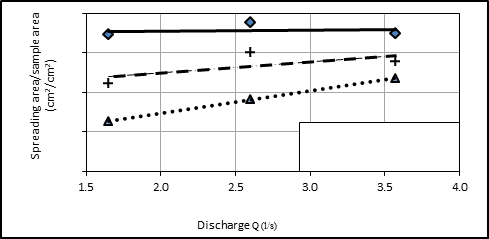 Spreading area/sample area
(cm²/cm²)
1.5 2.0 2.5 3.0 3.5 4.0
Discharge Q (l/s)